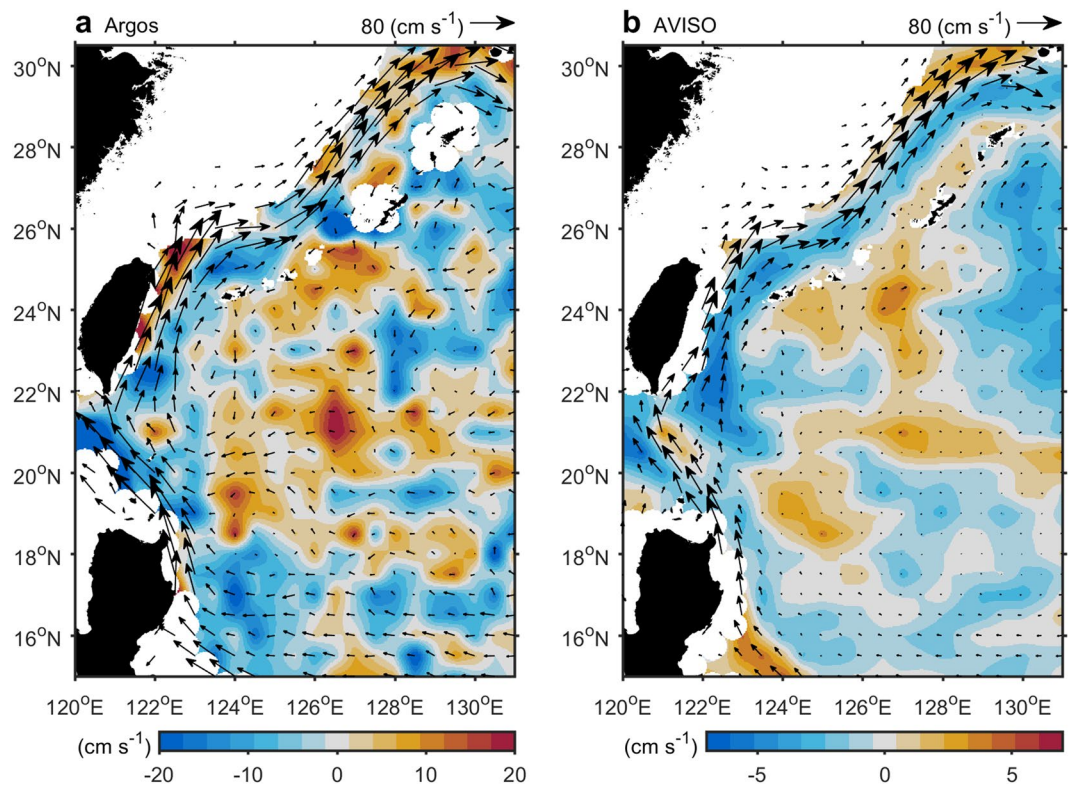 a Argos 80 (cm s⁻¹)
30°N
28°N
26°N
24°N
22°N
20°N
18°N
16°N
120°E 122°E 124°E 126°E 128°E 130°E
(cm s⁻¹)
-20 -10 0 10 20
b AVISO 80 (cm s⁻¹)
30°N
28°N
26°N
24°N
22°N
20°N
18°N
16°N
120°E 122°E 124°E 126°E 128°E 130°E
(cm s⁻¹)
-5 0 5